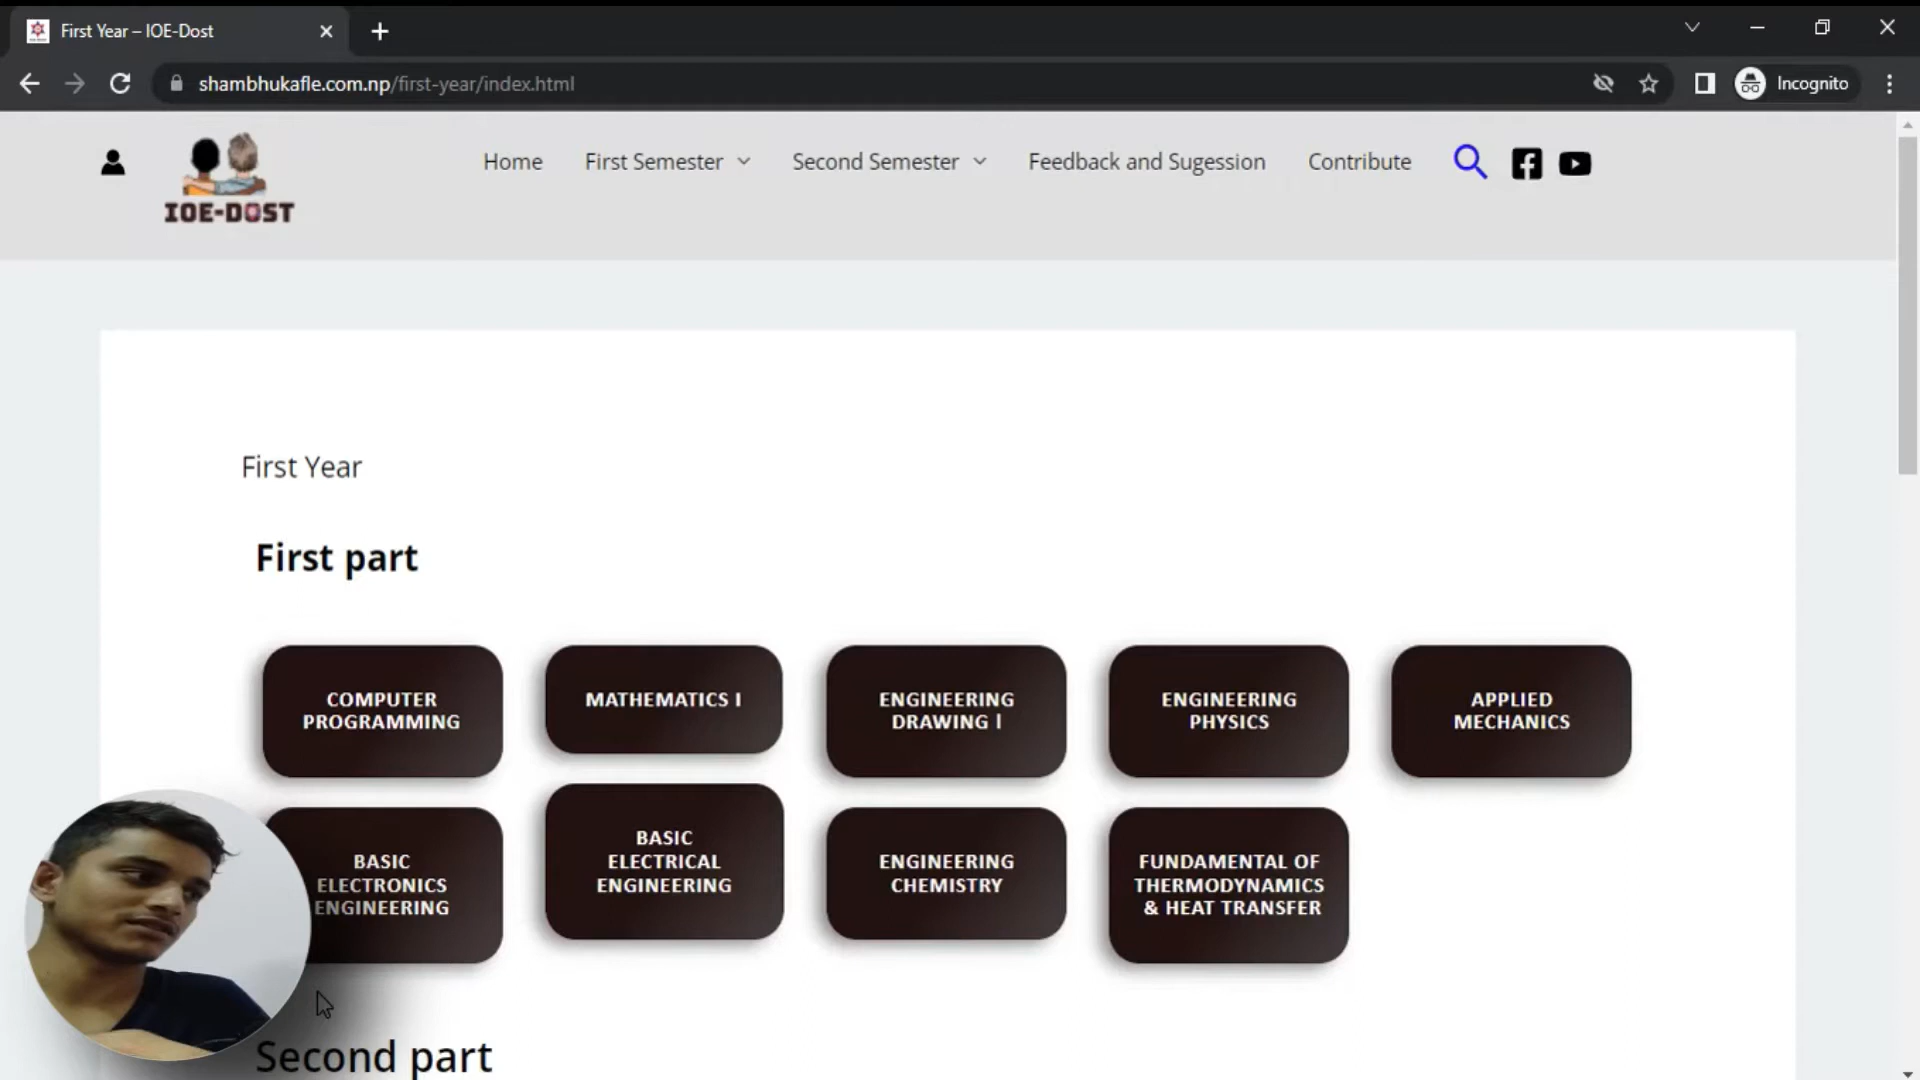 First Year – IOE-Dost
shambhukafle.com.np/first-year/index.html
Incognito
IOE-DOST
Home
First Semester
Second Semester
Feedback and Sugession
Contribute
First Year
First part
COMPUTER
PROGRAMMING
MATHEMATICS I
ENGINEERING
DRAWING I
ENGINEERING
PHYSICS
APPLIED
MECHANICS
BASIC
ELECTRONICS
ENGINEERING
BASIC
ELECTRICAL
ENGINEERING
ENGINEERING
CHEMISTRY
FUNDAMENTAL OF
THERMODYNAMICS
& HEAT TRANSFER
Second part